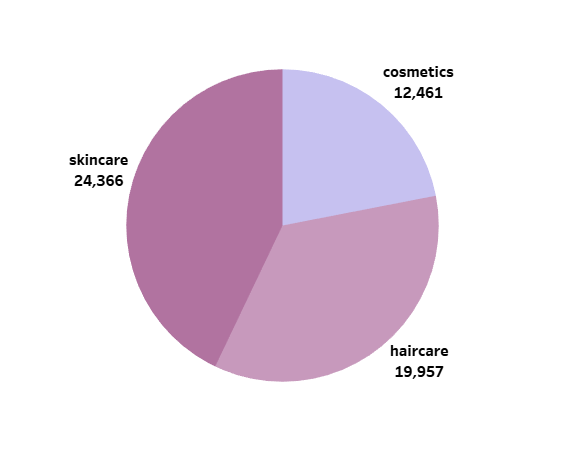 cosmetics
12,461
skincare
24,366
haircare
19,957